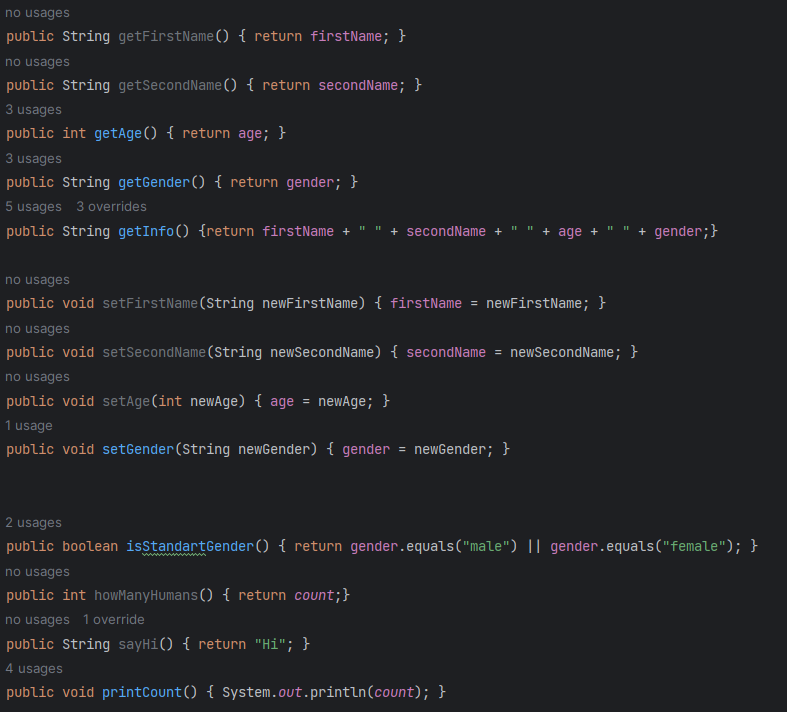 no usages
public String getFirstName() { return firstName; }
no usages
public String getSecondName() { return secondName; }
3 usages
public int getAge() { return age; }
3 usages
public String getGender() { return gender; }
5 usages   3 overrides
public String getInfo() {return firstName + " " + secondName + " " + age + " " + gender;}
no usages
public void setFirstName(String newFirstName) { firstName = newFirstName; }
no usages
public void setSecondName(String newSecondName) { secondName = newSecondName; }
no usages
public void setAge(int newAge) { age = newAge; }
1 usage
public void setGender(String newGender) { gender = newGender; }
2 usages
public boolean isStandartGender() { return gender.equals("male") || gender.equals("female"); }
no usages
public int howManyHumans() { return count;}
no usages   1 override
public String sayHi() { return "Hi"; }
4 usages
public void printCount() { System.out.println(count); }